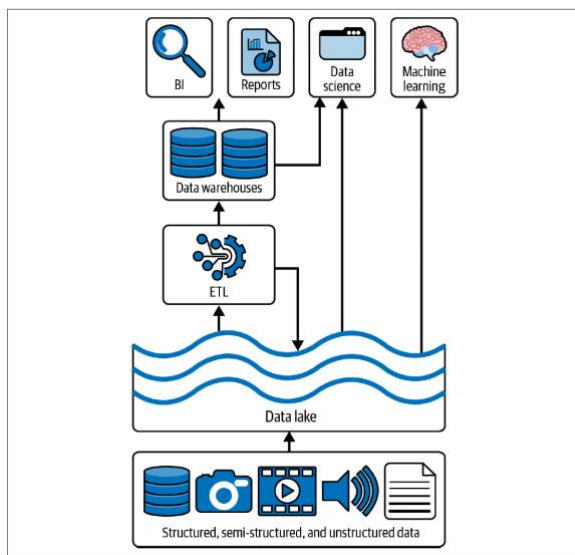 BI
Reports
Data
science
Machine
learning
Data warehouses
ETL
Data lake
Structured, semi-structured, and unstructured data